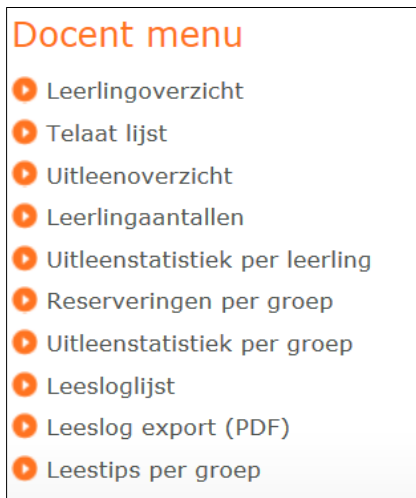 Docent menu
Leerlingoverzicht
Telaat lijst
Uitleenoverzicht
Leerlingaantallen
Uitleenstatistiek per leerling
Reserveringen per groep
Uitleenstatistiek per groep
Leesloglijst
Leeslog export (PDF)
Leestips per groep